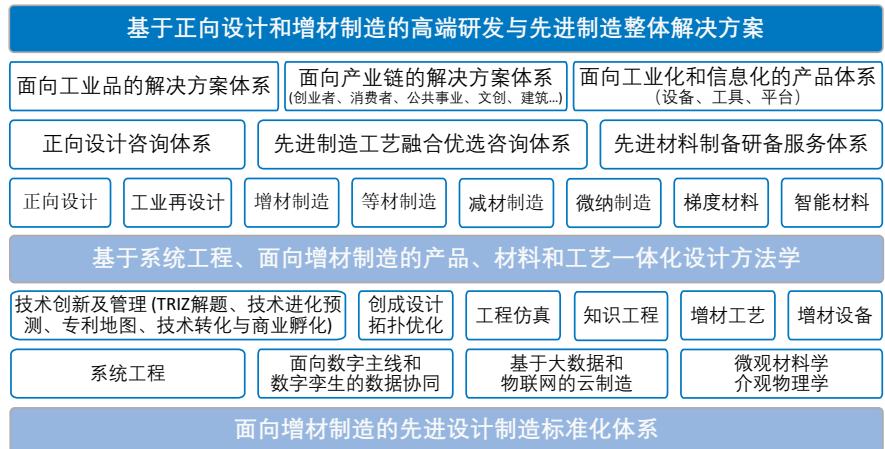 基于正向设计和增材制造的高端研发与先进制造整体解决方案
面向工业品的解决方案体系
面向产业链的解决方案体系
(创业者、消费者、公共事业、文创、建筑...)
面向工业化和信息化的产品体系
(设备、工具、平台)
正向设计咨询体系
先进制造工艺融合优选咨询体系
先进材料制备研备服务体系
正向设计
工业再设计
增材制造
等材制造
减材制造
微纳制造
梯度材料
智能材料
基于系统工程、面向增材制造的产品、材料和工艺一体化设计方法学
技术创新及管理 (TRIZ解题、技术进化预
测、专利地图、技术转化与商业孵化)
创成设计
拓扑优化
工程仿真
知识工程
增材工艺
增材设备
系统工程
面向数字主线和
数字孪生的数据协同
基于大数据和
物联网的云制造
微观材料学
介观物理学
面向增材制造的先进设计制造标准化体系